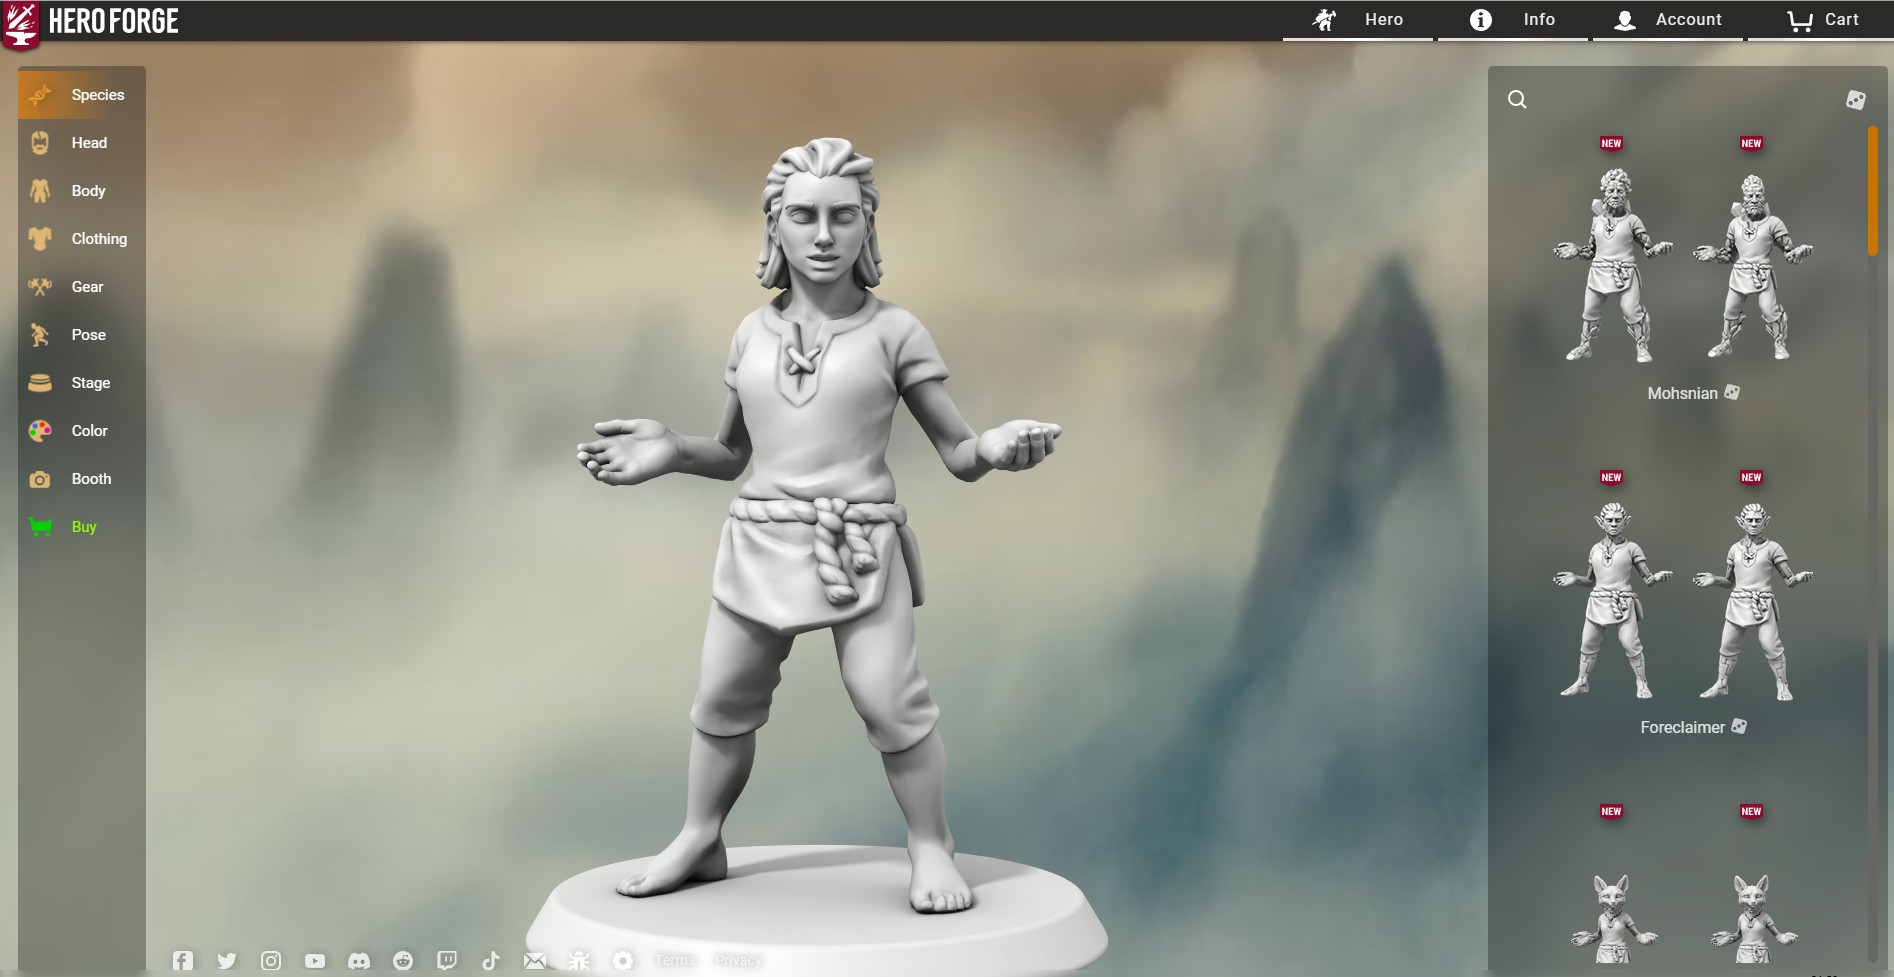 HERO FORGE
Hero
Info
Account
Cart
Species
Head
Body
Clothing
Gear
Pose
Stage
Color
Booth
Buy
NEW NEW
Mohsnian
NEW NEW
Foreclaimer
NEW NEW
Terms Privacy